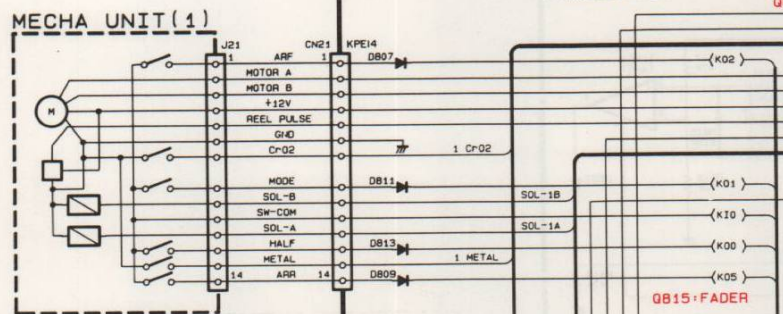 Q
MECHA UNIT(1)
J21 CN21 KPE14
1 ARF 1 D807 K02
MOTOR A
MOTOR B
M +12V
REEL PULSE
GND
CrO2 1 CrO2
MODE D811 K01
SOL-B SOL-1B
SW-COM KI0
SOL-A SOL-1A
HALF D813 K00
METAL 1 METAL
14 ARR 14 D809 K05
Q815:FADER